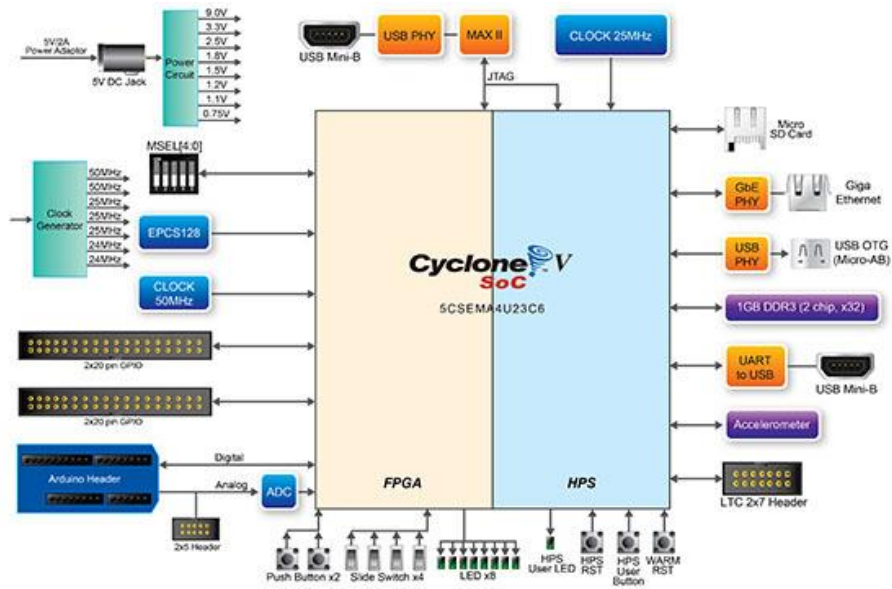 5V/2A
Power Adaptor
5V DC Jack
Power
Circuit
9.0V
3.3V
2.5V
1.8V
1.5V
1.2V
1.1V
0.75V
USB Mini-B
USB PHY
MAX II
JTAG
CLOCK 25MHz
MSEL[4:0]
Clock
Generator
50MHz
50MHz
25MHz
25MHz
25MHz
24MHz
24MHz
EPCS128
CLOCK
50MHz
2x20 pin GPIO
2x20 pin GPIO
Arduino Header
Digital
Analog
ADC
2x5 Header
Cyclone V
SoC
5CSEMA4U23C6
FPGA
HPS
Micro
SD Card
GbE
PHY
Giga
Ethernet
USB
PHY
USB OTG
(Micro-AB)
1GB DDR3 (2 chip, x32)
UART
to USB
USB Mini-B
Accelerometer
LTC 2x7 Header
Push Button x2
Slide Switch x4
LED x8
HPS
User LED
HPS
RST
HPS
User
Button
WARM
RST